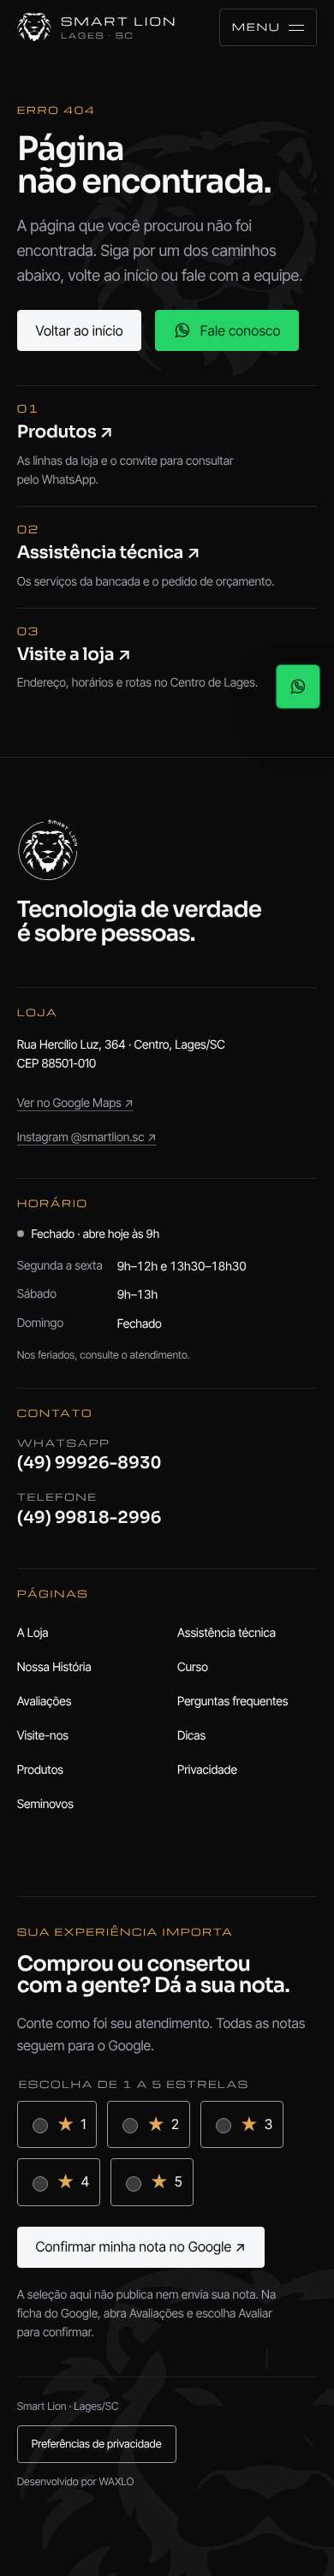 SMART LION
LAGES · SC
MENU
ERRO 404
Página
não encontrada.
A página que você procurou não foi
encontrada. Siga por um dos caminhos
abaixo, volte ao início ou fale com a equipe.
Voltar ao início
Fale conosco
01
Produtos ↗
As linhas da loja e o convite para consultar
pelo WhatsApp.
02
Assistência técnica ↗
Os serviços da bancada e o pedido de orçamento.
03
Visite a loja ↗
Endereço, horários e rotas no Centro de Lages.
SMART LION
Tecnologia de verdade
é sobre pessoas.
LOJA
Rua Hercílio Luz, 364 · Centro, Lages/SC
CEP 88501-010
Ver no Google Maps ↗
Instagram @smartlion.sc ↗
HORÁRIO
Fechado · abre hoje às 9h
Segunda a sexta 9h–12h e 13h30–18h30
Sábado 9h–13h
Domingo Fechado
Nos feriados, consulte o atendimento.
CONTATO
WHATSAPP
(49) 99926-8930
TELEFONE
(49) 99818-2996
PÁGINAS
A Loja Assistência técnica
Nossa História Curso
Avaliações Perguntas frequentes
Visite-nos Dicas
Produtos Privacidade
Seminovos
SUA EXPERIÊNCIA IMPORTA
Comprou ou consertou
com a gente? Dá a sua nota.
Conte como foi seu atendimento. Todas as notas
seguem para o Google.
ESCOLHA DE 1 A 5 ESTRELAS
★ 1 ★ 2 ★ 3
★ 4 ★ 5
Confirmar minha nota no Google ↗
A seleção aqui não publica nem envia sua nota. Na
ficha do Google, abra Avaliações e escolha Avaliar
para confirmar.
Smart Lion · Lages/SC
Preferências de privacidade
Desenvolvido por WAXLO